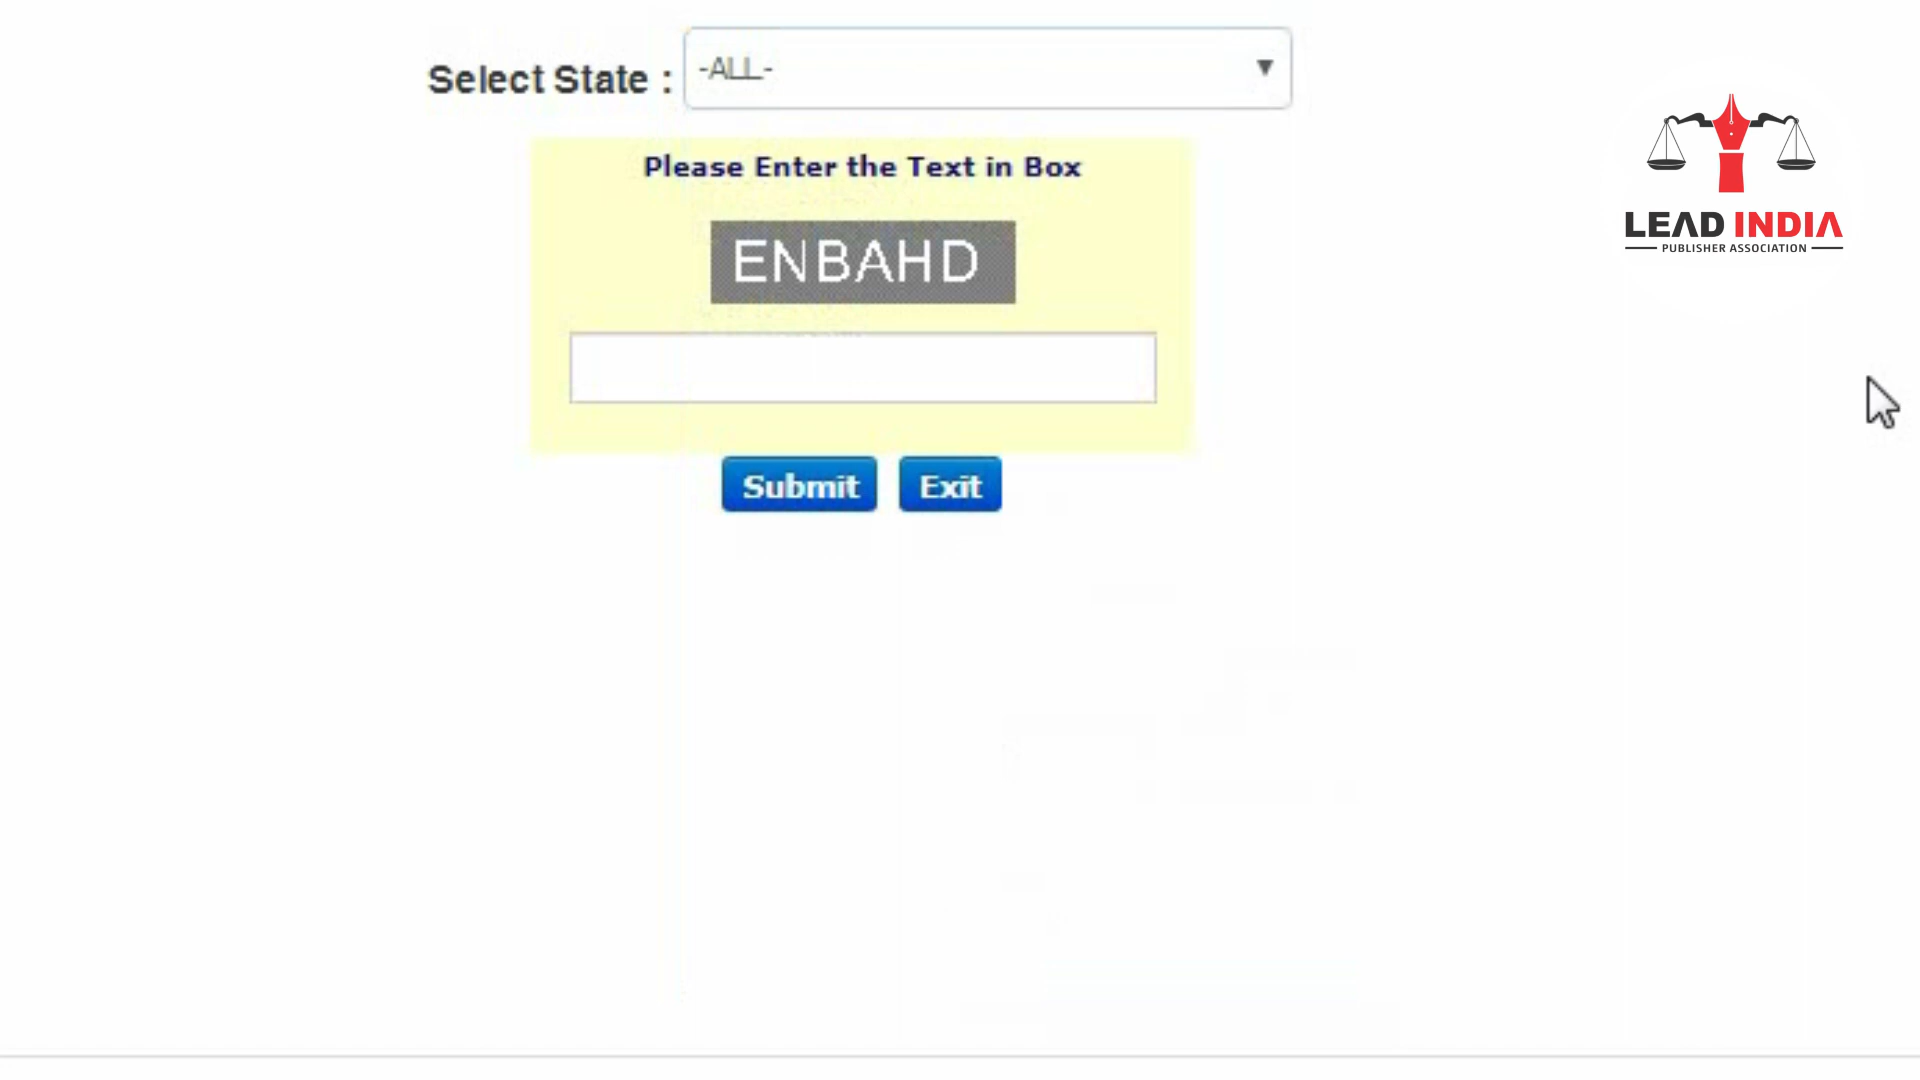 Select State :
-ALL-
Please Enter the Text in Box
ENBAHD
Submit
Exit
LEAD INDIA
PUBLISHER ASSOCIATION